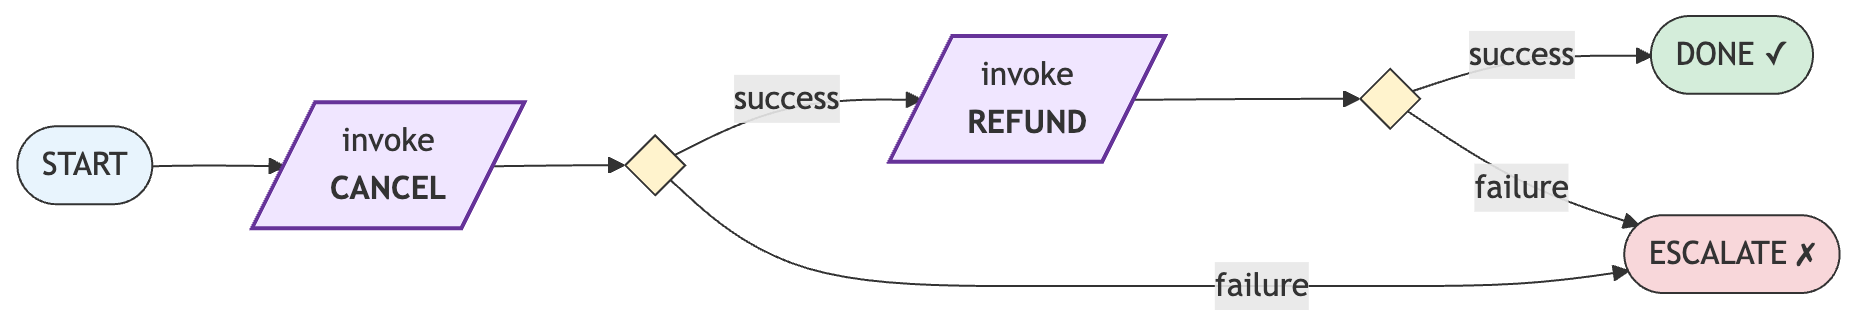 START
invoke
CANCEL
success
invoke
REFUND
success
DONE ✓
failure
ESCALATE ✗
failure